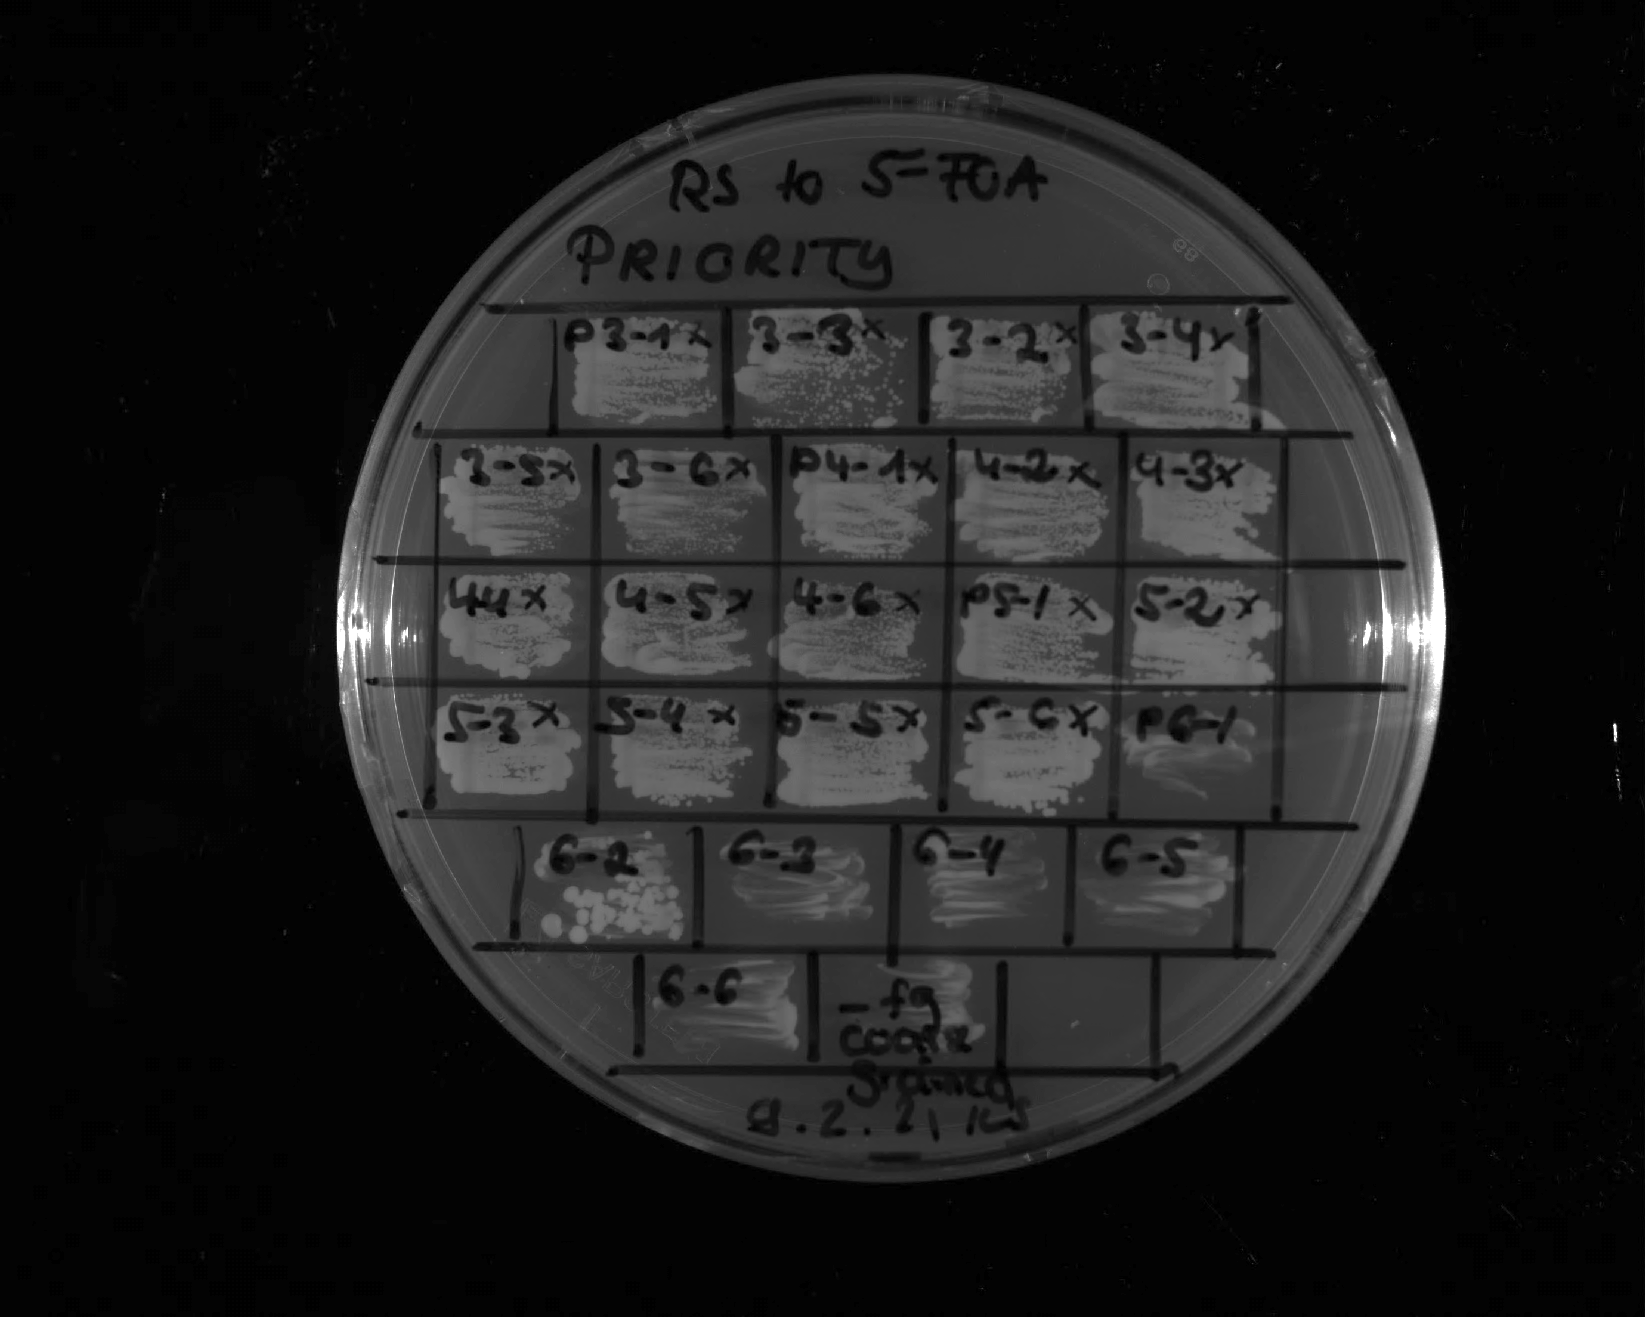 RS to 5-FOA
PRIORITY
P3-1x 3-3x 3-2x 3-4x
3-5x 3-6x P4-1x 4-2x 4-3x
44x 4-5x 4-6x P5-1x 5-2x
5-3x 5-4x 5-5x 5-6x P6-1
6-2 6-3 6-4 6-5
6-6 - fg
grained
8.2.21